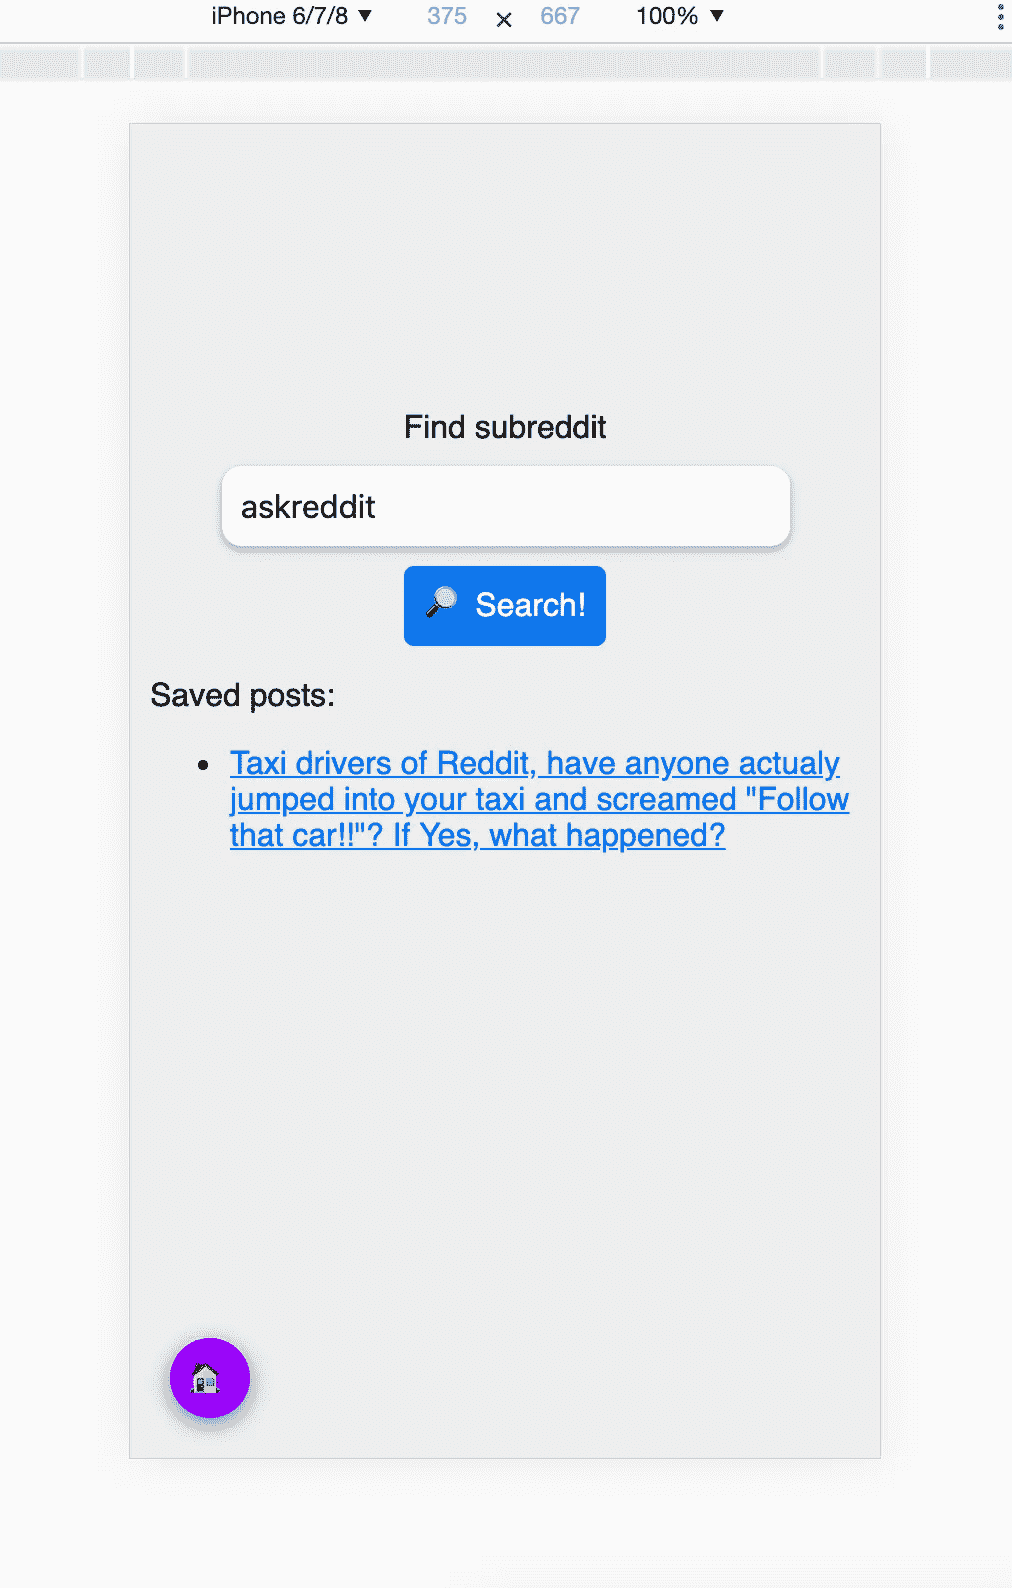 iPhone 6/7/8 ▼ 375 × 667 100% ▼
Find subreddit
askreddit
🔎 Search!
Saved posts:
• Taxi drivers of Reddit, have anyone actualy
jumped into your taxi and screamed "Follow
that car!!"? If Yes, what happened?